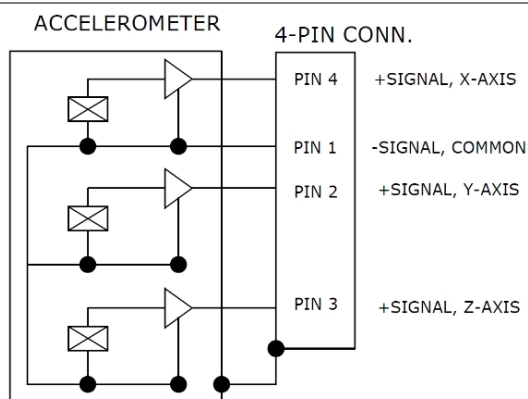 ACCELEROMETER
4-PIN CONN.
PIN 4 +SIGNAL, X-AXIS
PIN 1 -SIGNAL, COMMON
PIN 2 +SIGNAL, Y-AXIS
PIN 3 +SIGNAL, Z-AXIS